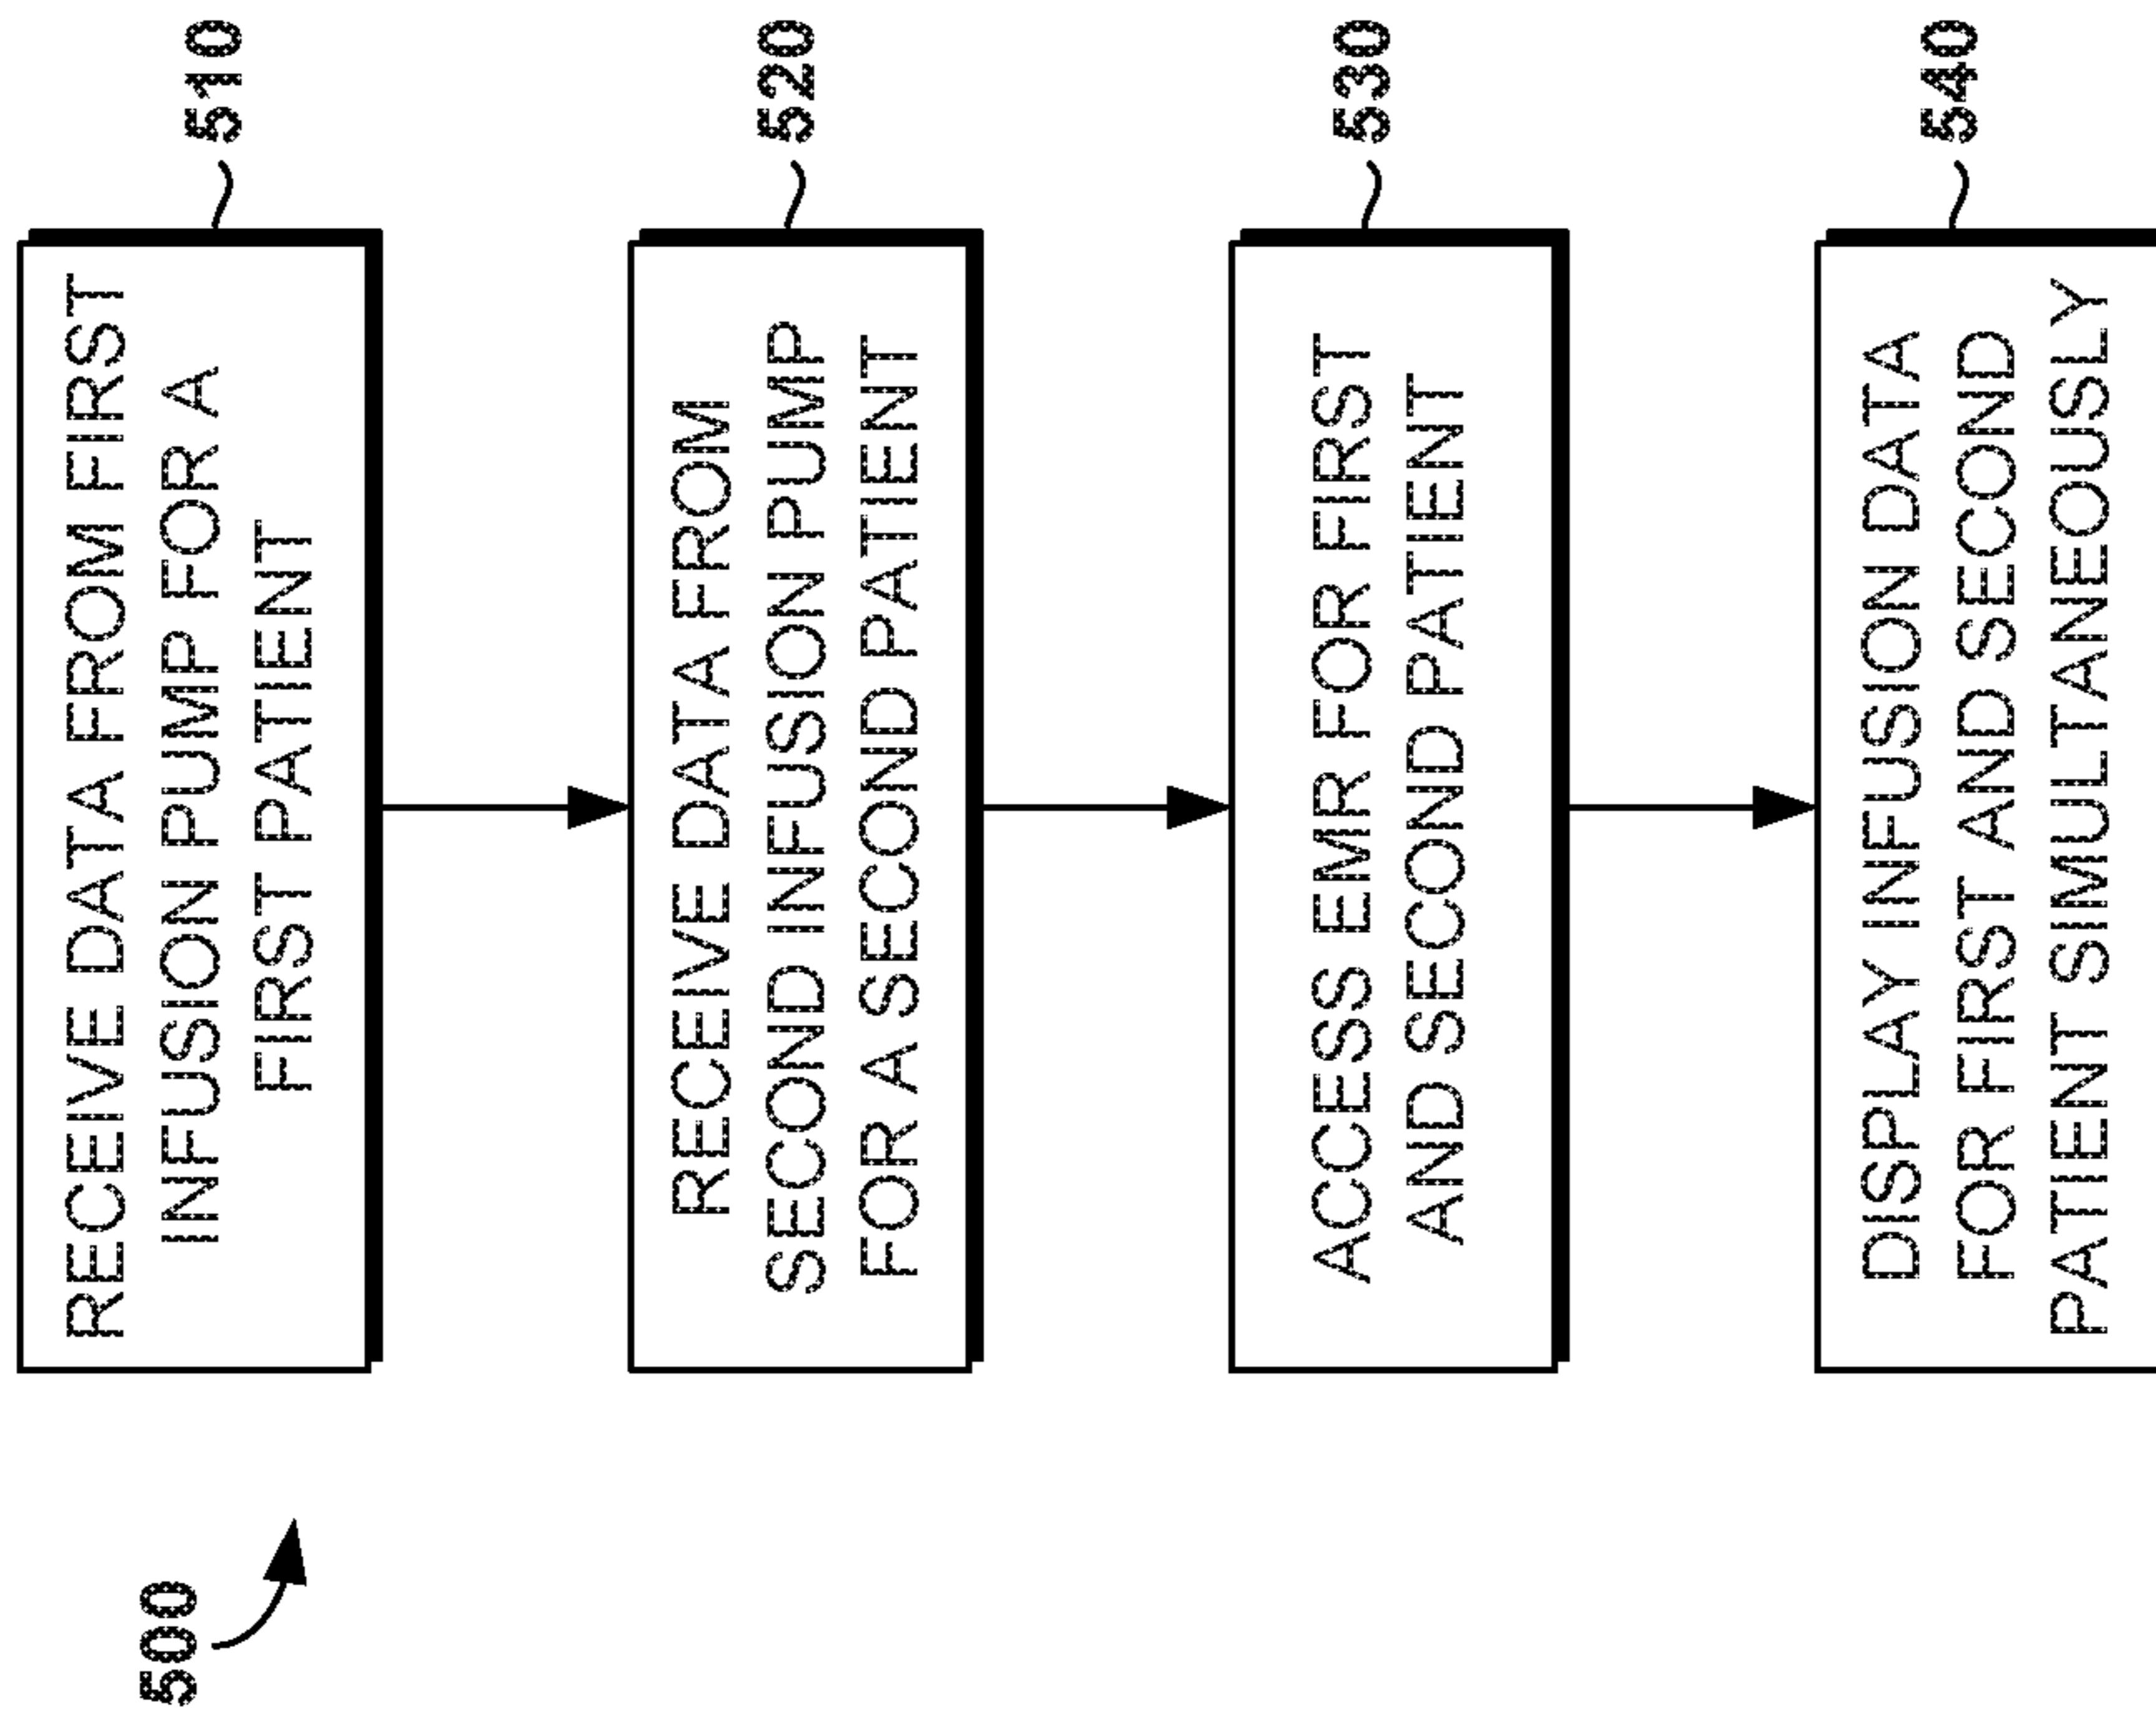 500
RECEIVE DATA FROM FIRST
INFUSION PUMP FOR A
FIRST PATIENT
510
RECEIVE DATA FROM
SECOND INFUSION PUMP
FOR A SECOND PATIENT
520
ACCESS EMR FOR FIRST
AND SECOND PATIENT
530
DISPLAY INFUSION DATA
FOR FIRST AND SECOND
PATIENT SIMULTANEOUSLY
540